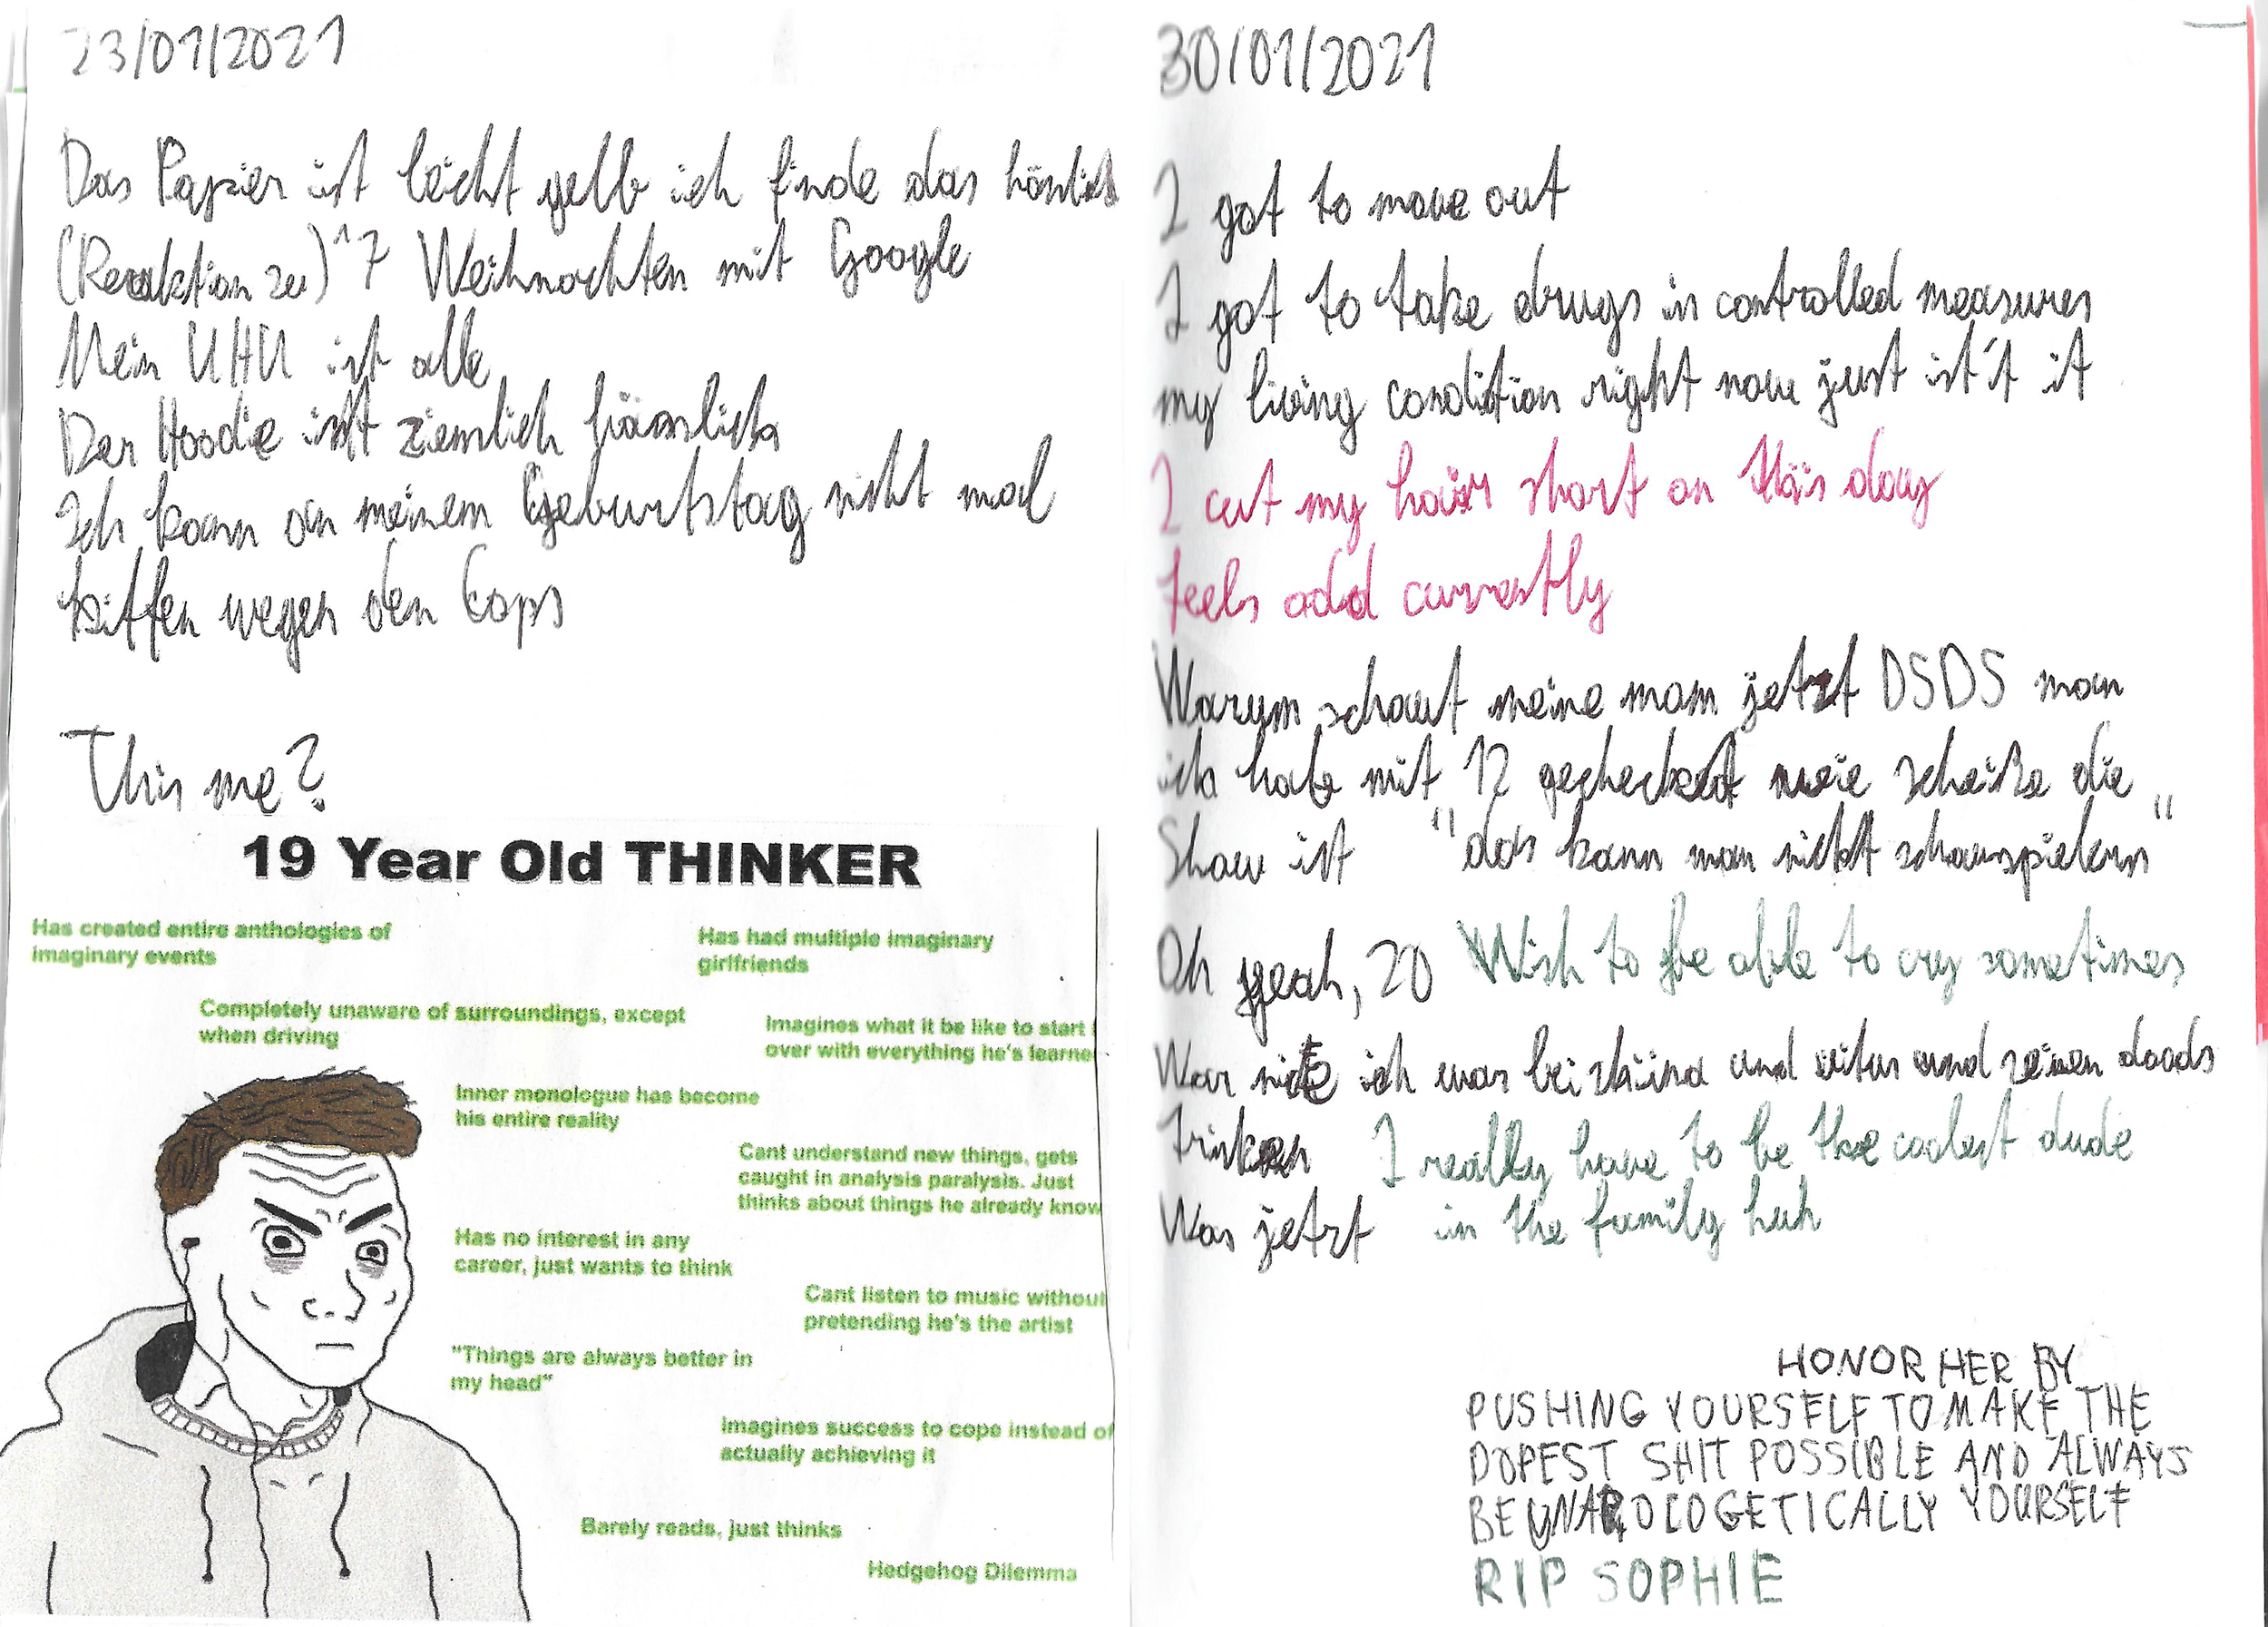 23/01/2021
Das Papier ist leicht gelb ich finde das hässlich
(Reaktion zu)^7 Weihnachten mit Google
Mein UHU ist alle
Der Hoodie ist ziemlich hässlich
Ich kann an meinem Geburtstag nicht mal
kiffen wegen den Cops
This me?
19 Year Old THINKER
Has created entire anthologies of
imaginary events
Has had multiple imaginary
girlfriends
Completely unaware of surroundings, except
when driving
Imagines what it be like to start
over with everything he's learne
Inner monologue has become
his entire reality
Cant understand new things, gets
caught in analysis paralysis. Just
thinks about things he already know
Has no interest in any
career, just wants to think
Cant listen to music without
pretending he's the artist
"Things are always better in
my head"
Imagines success to cope instead of
actually achieving it
Barely reads, just thinks
Hedgehog Dilemma
30/01/2021
I got to move out
I got to take drugs in controlled measures
my living condition right now just ist't it
I cut my hair short on this day
feels odd currently
Warum schaut meine mam jetzt DSDS man
ich habe mit 12 gecheckt wie scheiße die
Show ist "das kann man nicht schauspielern"
Oh yeah, 20 Wish to be able to cry sometimes
War nice ich war bei und und seinen dads
trinken I really have to be the coolest dude
Was jetzt in the family huh
HONOR HER BY
PUSHING YOURSELF TO MAKE THE
DOPEST SHIT POSSIBLE AND ALWAYS
BE UNAPOLOGETICALLY YOURSELF
RIP SOPHIE